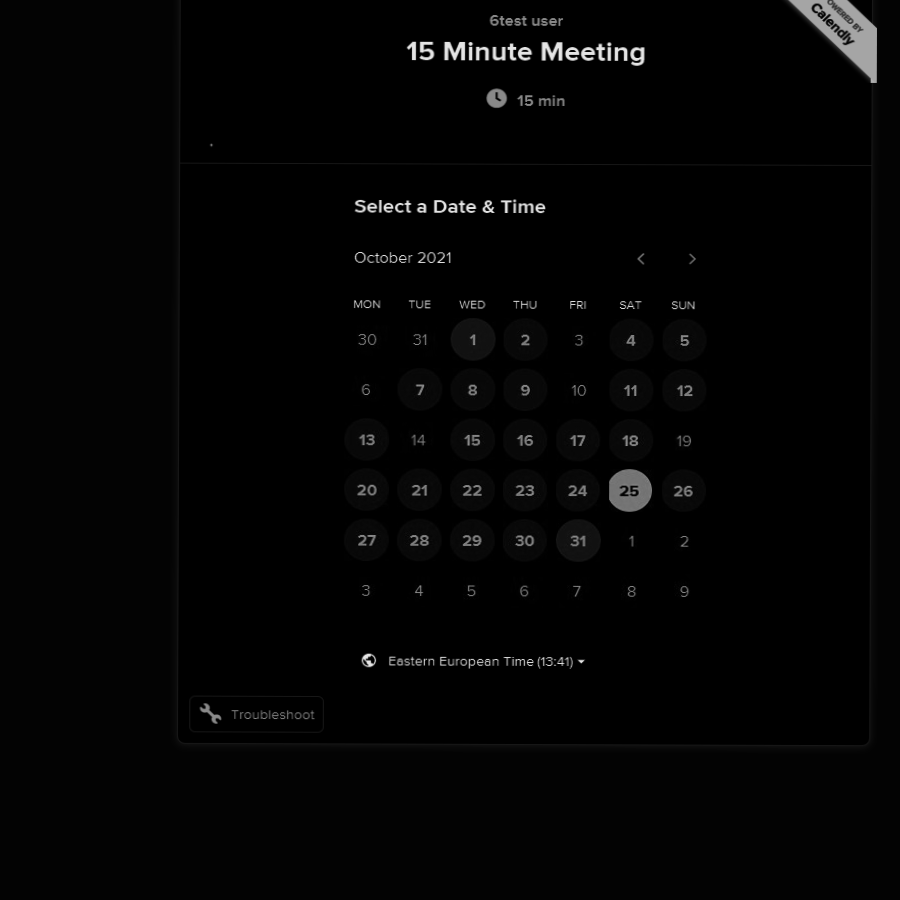 POWERED BY
Calendly
6test user
15 Minute Meeting
15 min
Select a Date & Time
October 2021
MON TUE WED THU FRI SAT SUN
30 31 1 2 3 4 5
6 7 8 9 10 11 12
13 14 15 16 17 18 19
20 21 22 23 24 25 26
27 28 29 30 31 1 2
3 4 5 6 7 8 9
Eastern European Time (13:41)
Troubleshoot